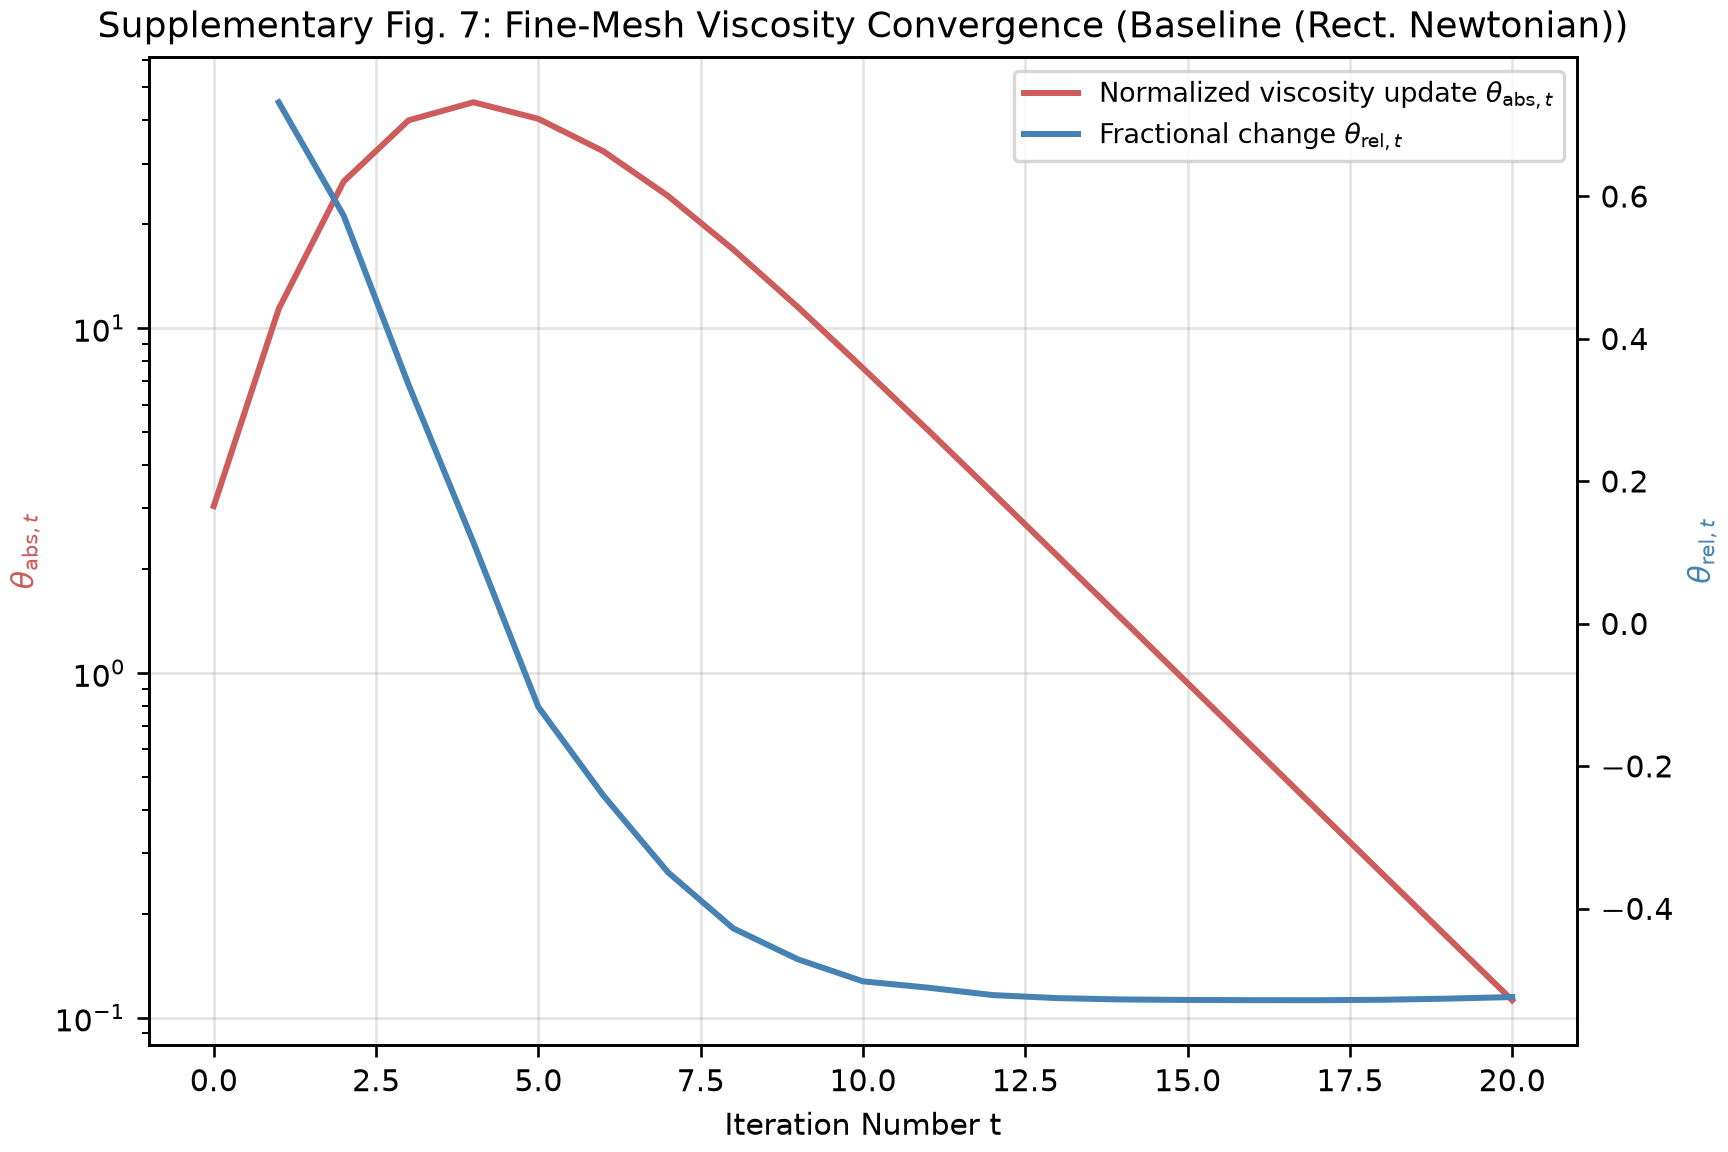 Supplementary Fig. 7: Fine-Mesh Viscosity Convergence (Baseline (Rect. Newtonian))
Normalized viscosity update θabs, t
Fractional change θrel, t
10¹
10⁰
10⁻¹
θabs, t
0.6
0.4
0.2
0.0
−0.2
−0.4
θrel, t
0.0 2.5 5.0 7.5 10.0 12.5 15.0 17.5 20.0
Iteration Number t